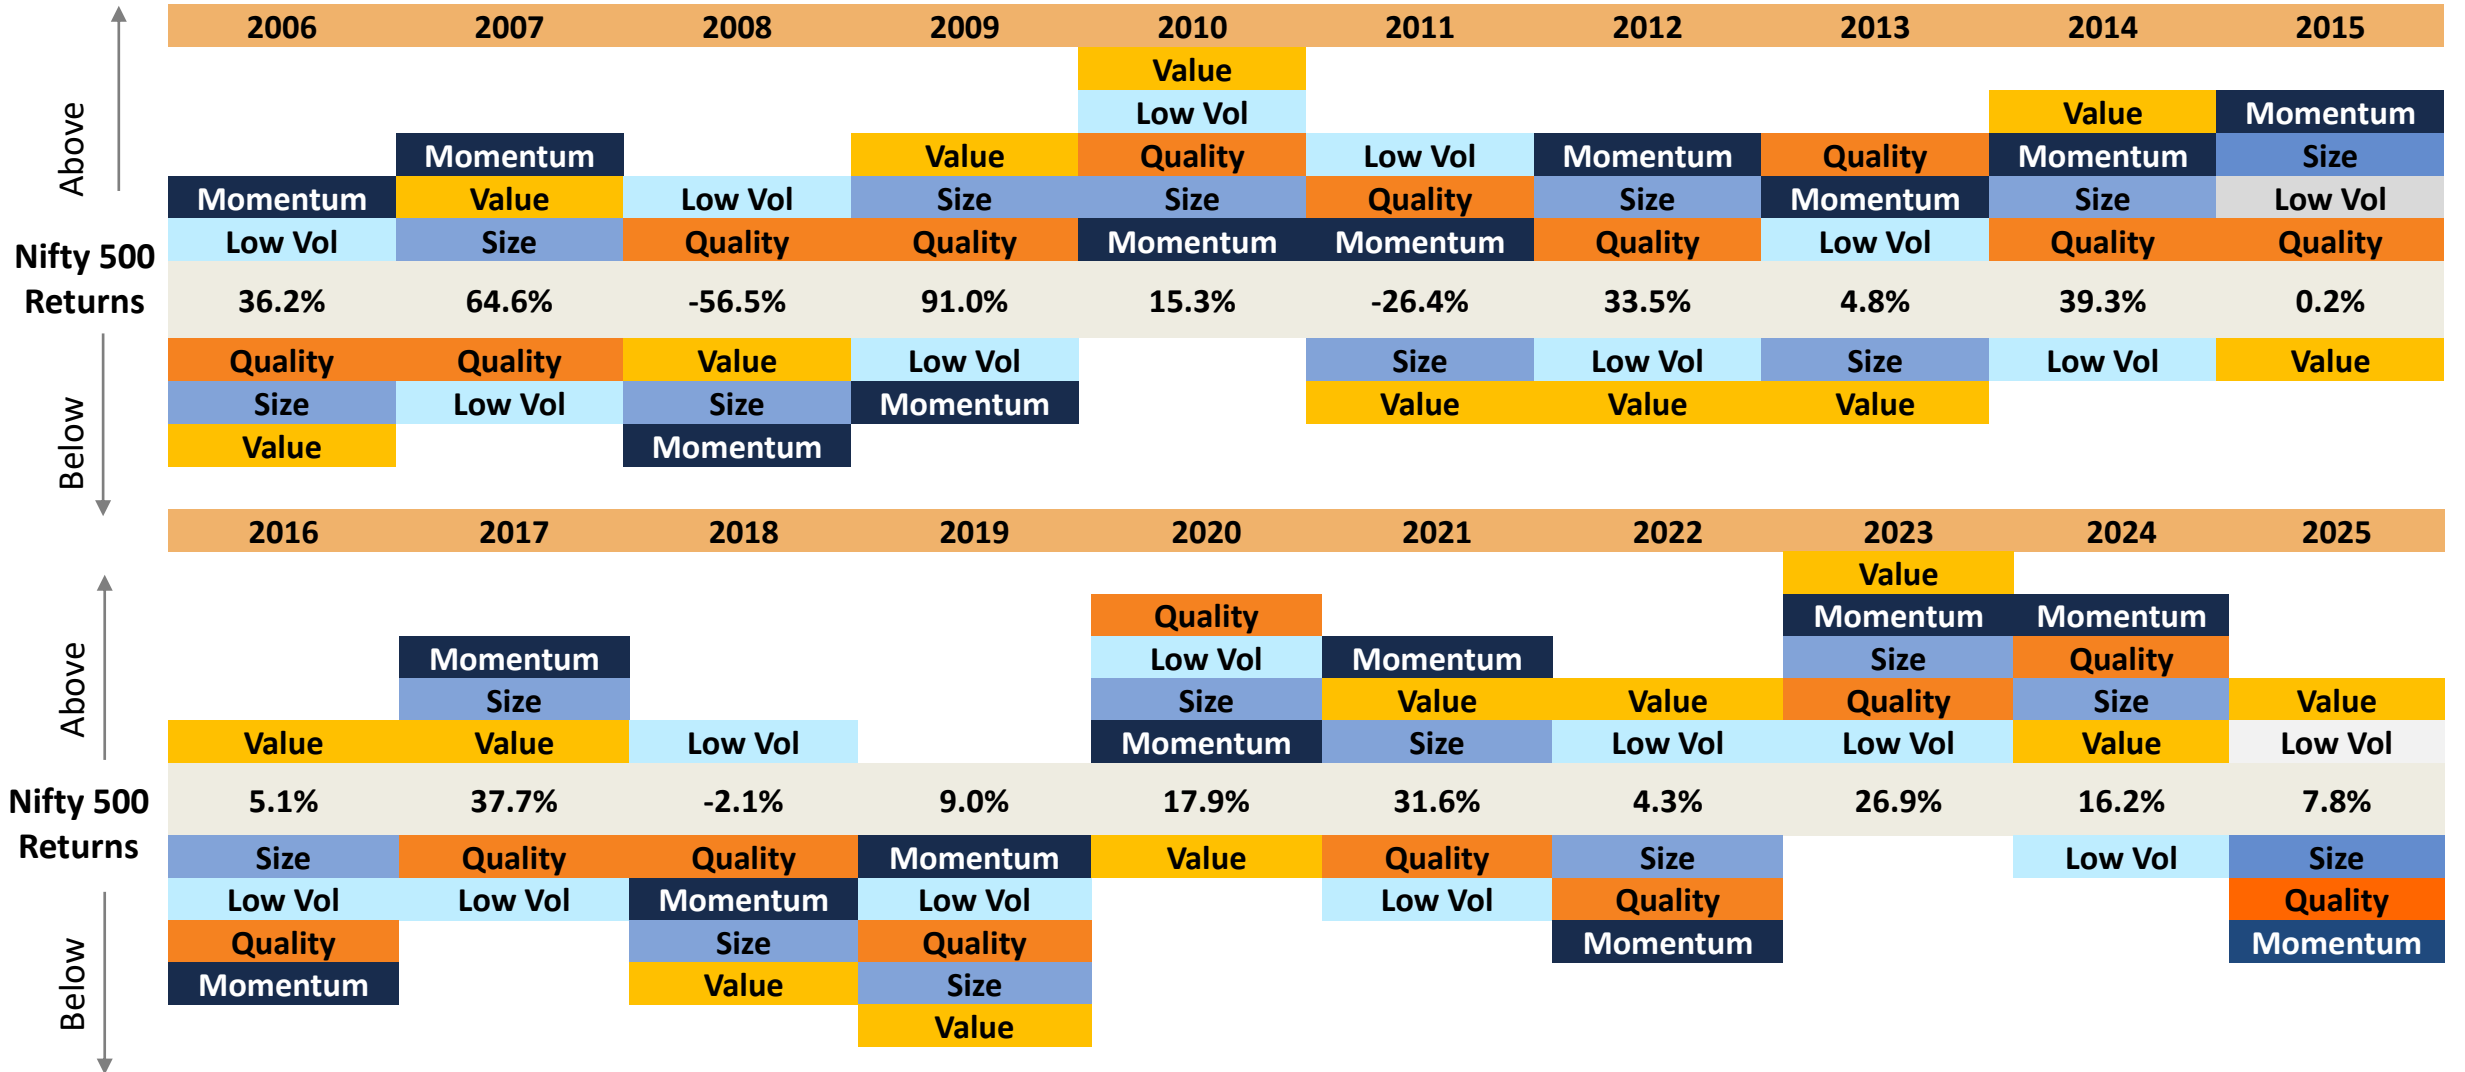 2006 2007 2008 2009 2010 2011 2012 2013 2014 2015
Value
Low Vol Value Momentum
Momentum Value Quality Low Vol Momentum Quality Momentum Size
Momentum Value Low Vol Size Size Quality Size Momentum Size Low Vol
Low Vol Size Quality Quality Momentum Momentum Quality Low Vol Quality Quality
Above
Nifty 500
Returns
36.2% 64.6% -56.5% 91.0% 15.3% -26.4% 33.5% 4.8% 39.3% 0.2%
Quality Quality Value Low Vol Size Low Vol Size Low Vol Value
Size Low Vol Size Momentum Value Value Value
Value Momentum
Below
2016 2017 2018 2019 2020 2021 2022 2023 2024 2025
Value
Quality Momentum Momentum
Momentum Low Vol Momentum Size Quality
Size Size Value Value Quality Size Value
Value Value Low Vol Momentum Size Low Vol Low Vol Value Low Vol
Above
Nifty 500
Returns
5.1% 37.7% -2.1% 9.0% 17.9% 31.6% 4.3% 26.9% 16.2% 7.8%
Size Quality Quality Momentum Value Quality Size Low Vol Size
Low Vol Low Vol Momentum Low Vol Low Vol Quality Quality
Quality Size Quality Momentum Momentum
Momentum Value Size
Value
Below